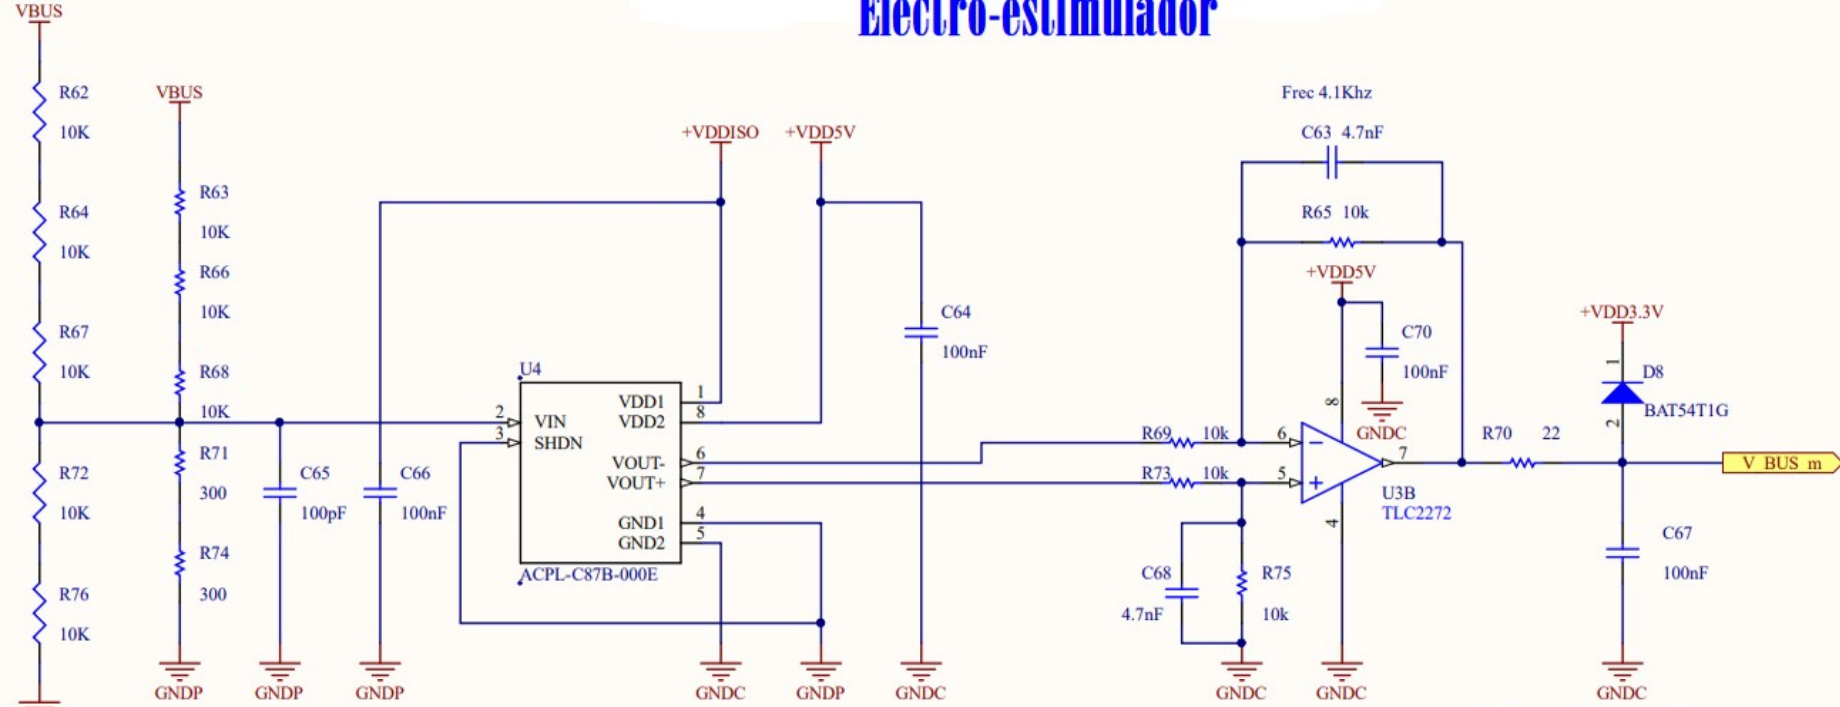 Electro-estimulador
VBUS
R62
10K
R64
10K
R67
10K
R72
10K
R76
10K
VBUS
R63
10K
R66
10K
R68
10K
R71
300
R74
300
GNDP
C65
100pF
GNDP
C66
100nF
GNDP
+VDDISO
+VDD5V
U4
2
3
VIN
SHDN
VDD1
VDD2
VOUT-
VOUT+
GND1
GND2
1
8
6
7
4
5
ACPL-C87B-000E
GNDC
GNDP
C64
100nF
GNDC
Frec 4.1Khz
C63 4.7nF
R65 10k
+VDD5V
C70
100nF
GNDC
R69 10k
R73 10k
6
5
8
4
7
U3B
TLC2272
C68
4.7nF
R75
10k
GNDC
GNDC
R70 22
+VDD3.3V
1
D8
BAT54T1G
2
V_BUS_m
C67
100nF
GNDC